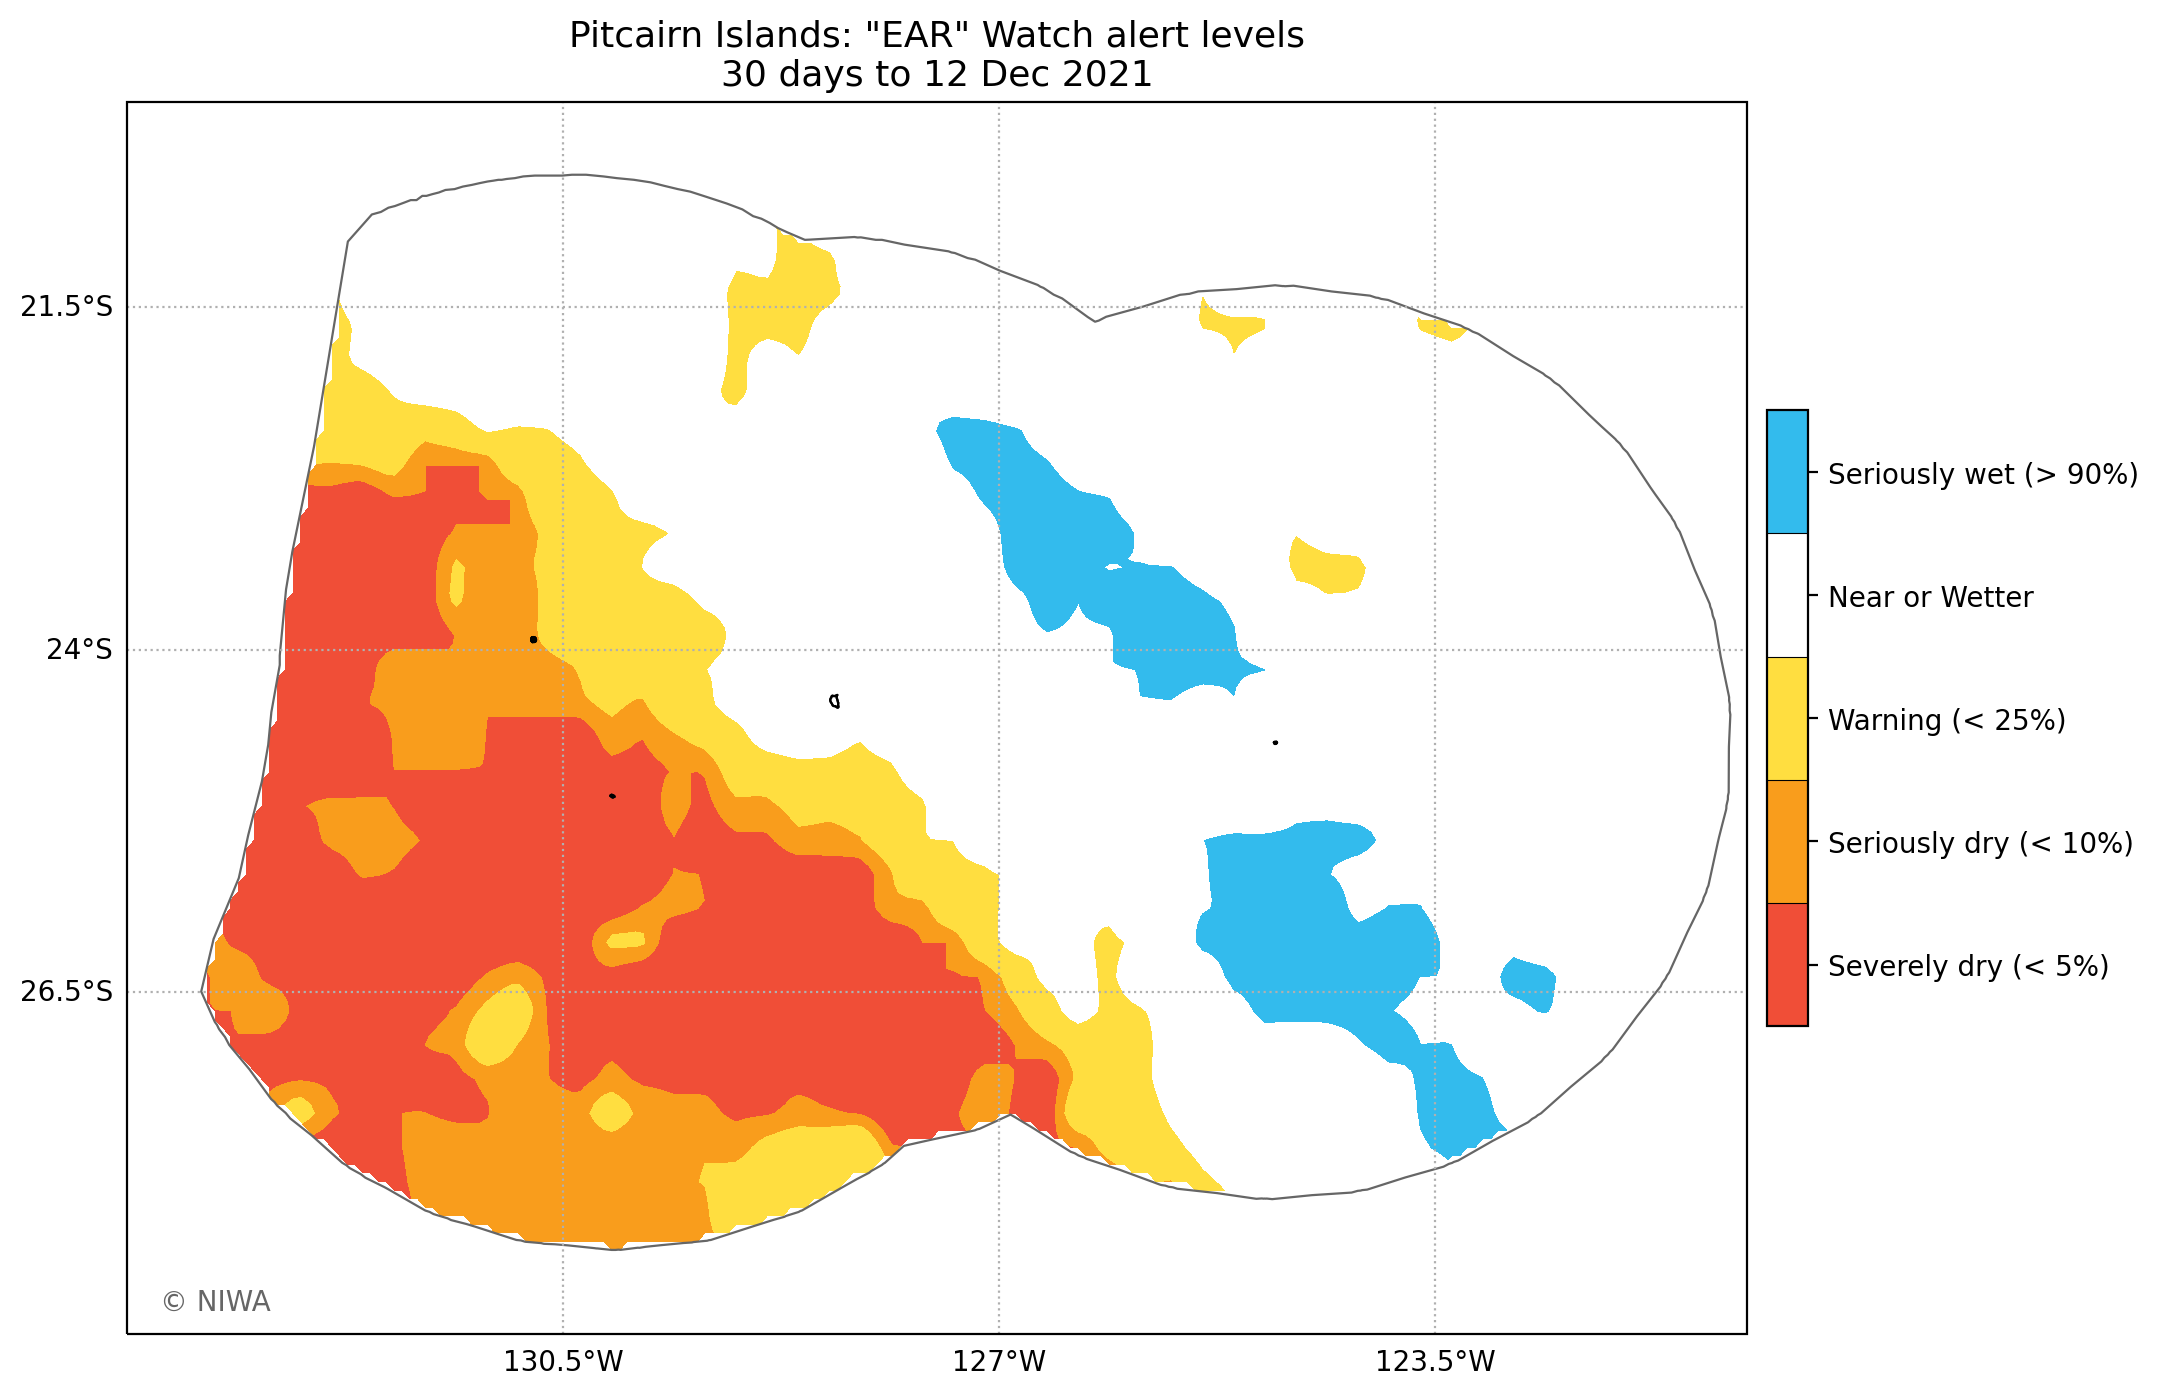 Pitcairn Islands: "EAR" Watch alert levels
30 days to 12 Dec 2021
21.5°S
24°S
26.5°S
130.5°W
127°W
123.5°W
Seriously wet (> 90%)
Near or Wetter
Warning (< 25%)
Seriously dry (< 10%)
Severely dry (< 5%)
© NIWA